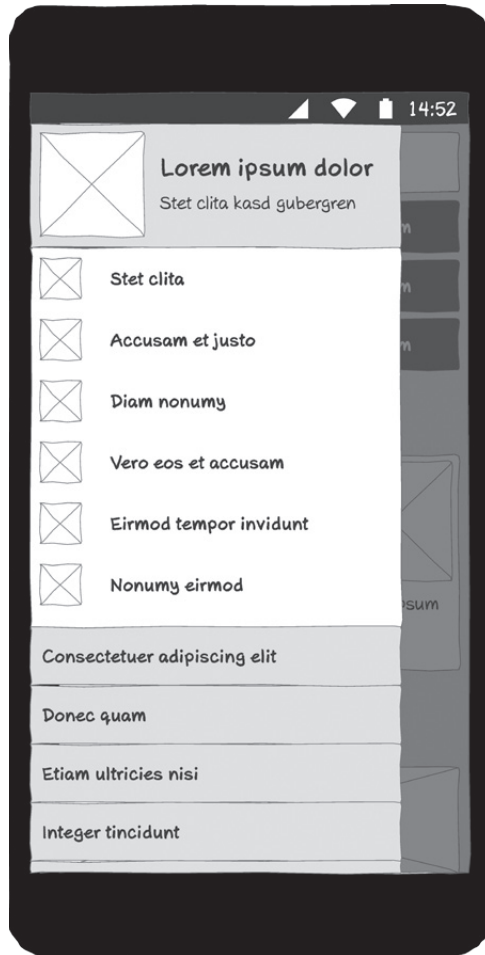 14:52
Lorem ipsum dolor
Stet clita kasd gubergren
Stet clita
Accusam et justo
Diam nonumy
Vero eos et accusam
Eirmod tempor invidunt
Nonumy eirmod
Consectetuer adipiscing elit
Donec quam
Etiam ultricies nisi
Integer tincidunt